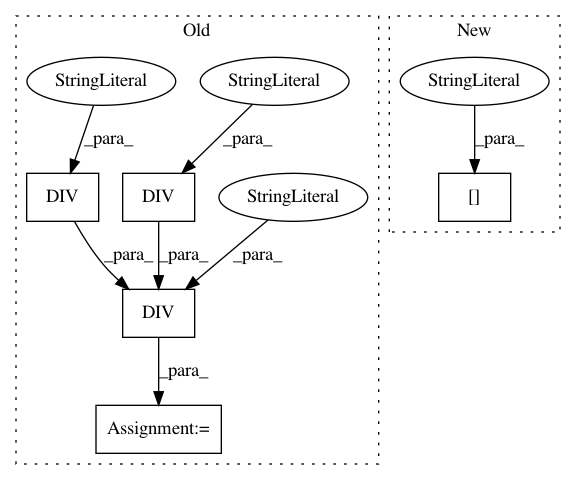 Old
New
StringLiteral
StringLiteral
StringLiteral
_para_
_para_
_para_
DIV
DIV
StringLiteral
[]
_para_
_para_
_para_
DIV
_para_
Assignment:=